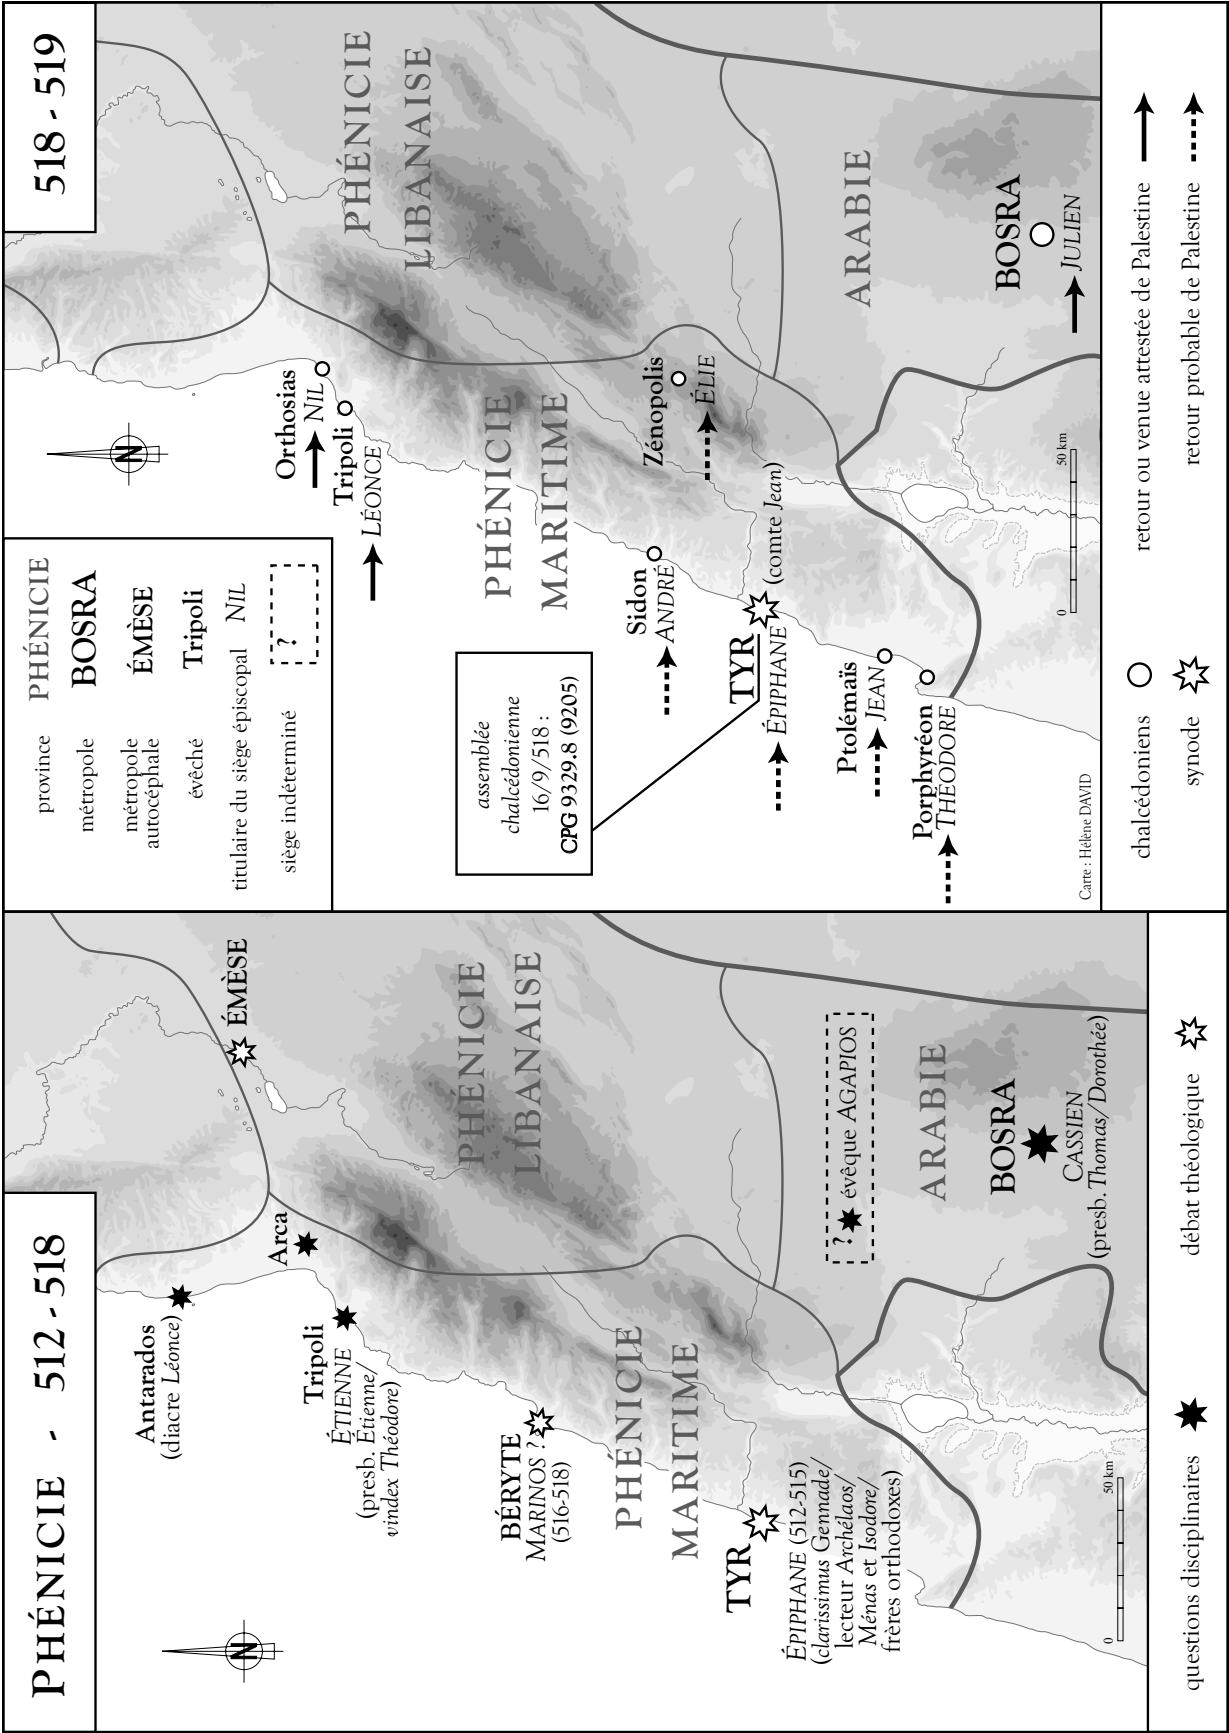 PHÉNICIE - 512 - 518
N
Antarados
(diacre Léonce)
Arca
ÉMÈSE
Tripoli
ÉTIENNE
(presb. Étienne/
vindex Théodore)
PHÉNICIE
LIBANAISE
BÉRYTE
MARINOS ?
(516-518)
PHÉNICIE
MARITIME
TYR
ÉPIPHANE (512-515)
(clarissimus Gennade/
lecteur Archélaos/
Ménas et Isodore/
frères orthodoxes)
? évêque AGAPIOS
ARABIE
BOSRA
CASSIEN
(presb. Thomas/Dorothée)
0 50 km
questions disciplinaires
débat théologique
518 - 519
province PHÉNICIE
métropole BOSRA
métropole
autocéphale ÉMÈSE
évêché Tripoli
titulaire du siège épiscopal NIL
siège indéterminé ?
N
Orthosias
NIL
Tripoli
LÉONCE
PHÉNICIE
LIBANAISE
PHÉNICIE
MARITIME
assemblée
chalcédonienne
16/9/518 :
CPG 9329.8 (9205)
Sidon
ANDRÉ
Zénopolis
ÉLIE
TYR
ÉPIPHANE
(comte Jean)
Ptolémaïs
JEAN
Porphyréon
THÉODORE
ARABIE
BOSRA
JULIEN
0 50 km
Carte : Hélène DAVID
chalcédoniens
retour ou venue attestée de Palestine
synode
retour probable de Palestine